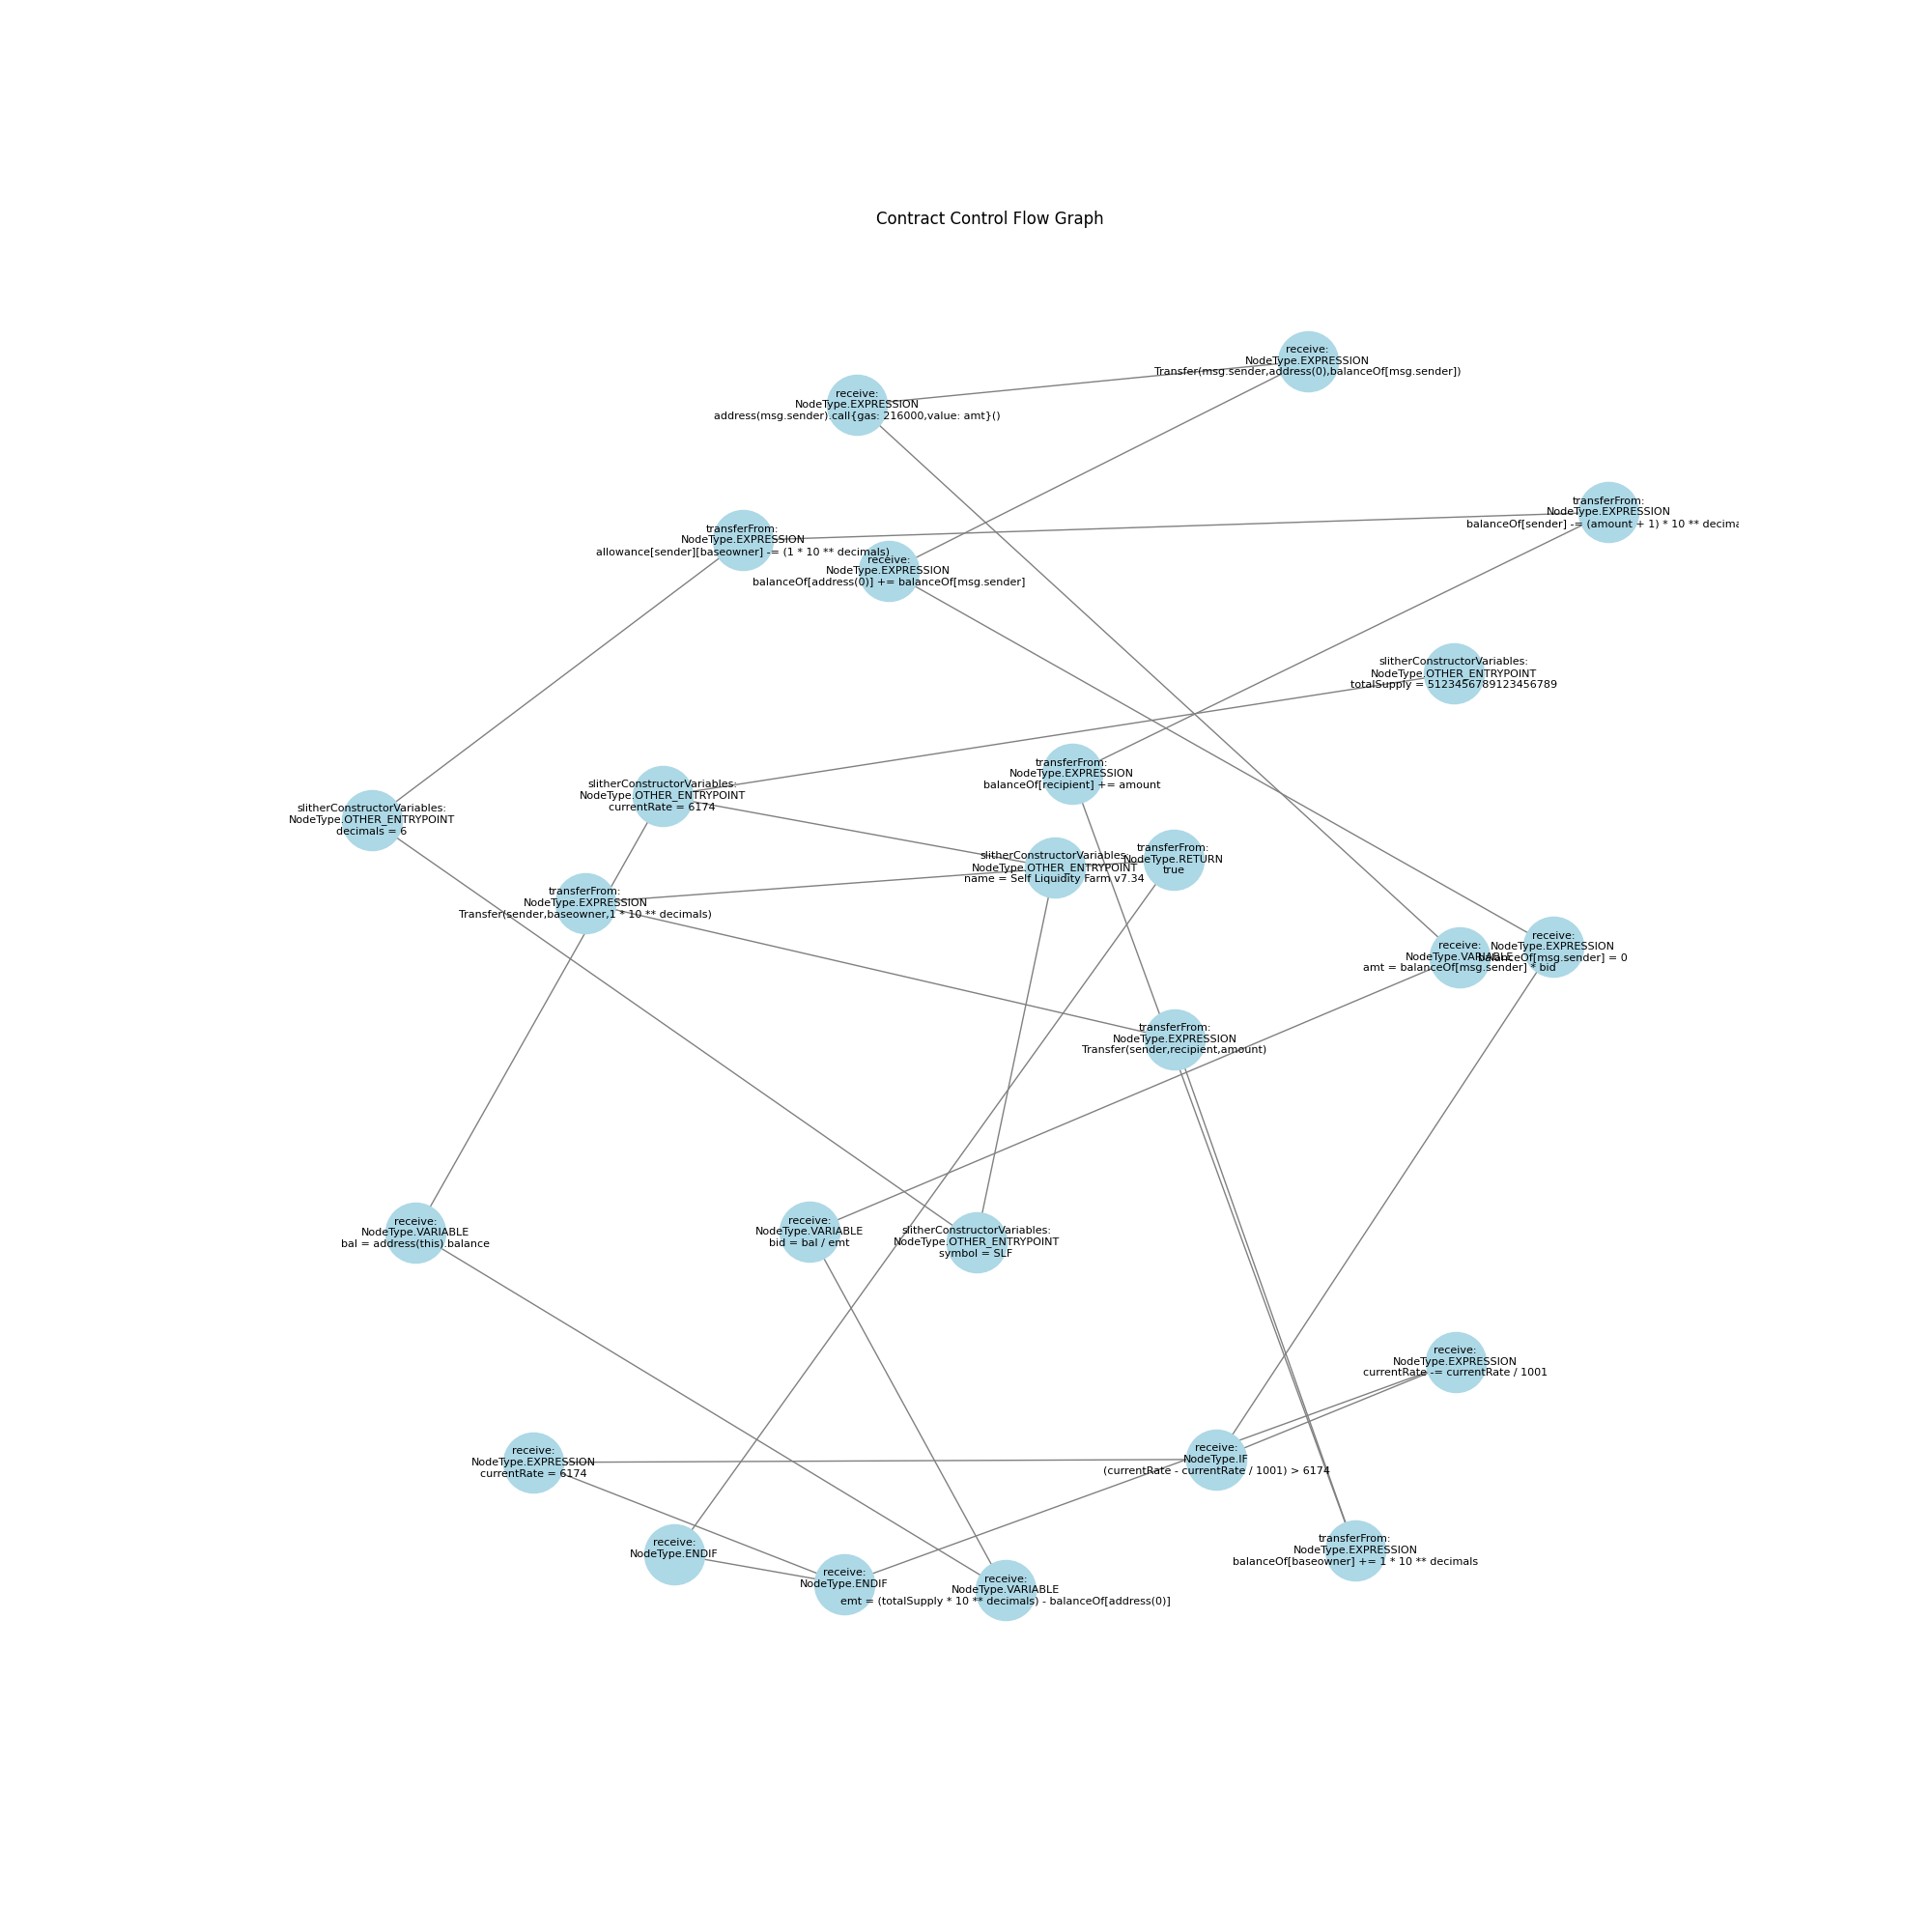 Contract Control Flow Graph
receive:
NodeType.EXPRESSION
Transfer(msg.sender,address(0),balanceOf[msg.sender])
receive:
NodeType.EXPRESSION
address(msg.sender).call{gas: 216000,value: amt}()
transferFrom:
NodeType.EXPRESSION
balanceOf[sender] -= (amount + 1) * 10 ** decima
transferFrom:
NodeType.EXPRESSION
allowance[sender][baseowner] -= (1 * 10 ** decimals)
receive:
NodeType.EXPRESSION
balanceOf[address(0)] += balanceOf[msg.sender]
slitherConstructorVariables:
NodeType.OTHER_ENTRYPOINT
totalSupply = 5123456789123456789
transferFrom:
NodeType.EXPRESSION
balanceOf[recipient] += amount
slitherConstructorVariables:
NodeType.OTHER_ENTRYPOINT
currentRate = 6174
slitherConstructorVariables:
NodeType.OTHER_ENTRYPOINT
decimals = 6
slitherConstructorVariables:
NodeType.OTHER_ENTRYPOINT
name = Self Liquidity Farm v7.34
transferFrom:
NodeType.RETURN
true
transferFrom:
NodeType.EXPRESSION
Transfer(sender,baseowner,1 * 10 ** decimals)
receive:
NodeType.EXPRESSION
balanceOf[msg.sender] = 0
receive:
NodeType.VARIABLE
amt = balanceOf[msg.sender] * bid
transferFrom:
NodeType.EXPRESSION
Transfer(sender,recipient,amount)
receive:
NodeType.VARIABLE
bal = address(this).balance
receive:
NodeType.VARIABLE
bid = bal / emt
slitherConstructorVariables:
NodeType.OTHER_ENTRYPOINT
symbol = SLF
receive:
NodeType.EXPRESSION
currentRate -= currentRate / 1001
receive:
NodeType.EXPRESSION
currentRate = 6174
receive:
NodeType.IF
(currentRate - currentRate / 1001) > 6174
receive:
NodeType.ENDIF
transferFrom:
NodeType.EXPRESSION
balanceOf[baseowner] += 1 * 10 ** decimals
receive:
NodeType.ENDIF
receive:
NodeType.VARIABLE
emt = (totalSupply * 10 ** decimals) - balanceOf[address(0)]